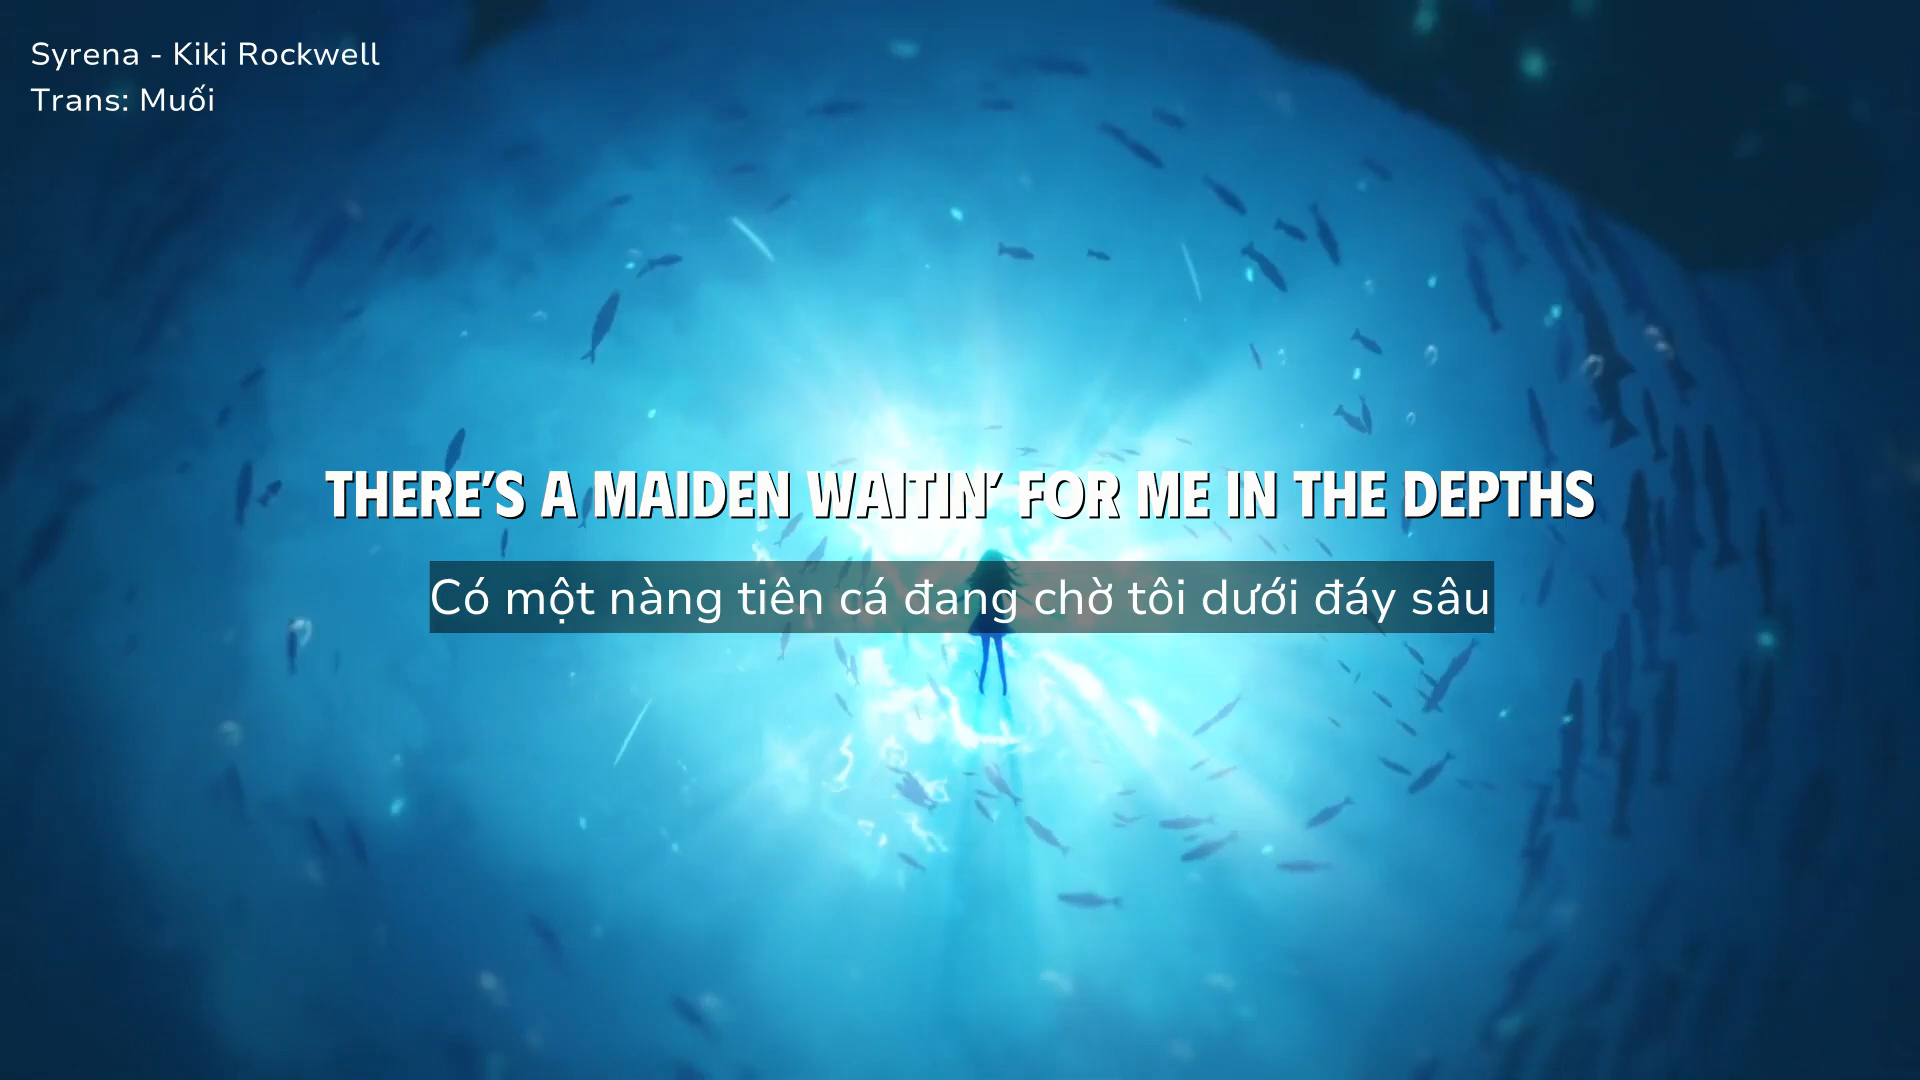 Syrena - Kiki Rockwell
Trans: Muối
THERE'S A MAIDEN WAITIN' FOR ME IN THE DEPTHS
Có một nàng tiên cá đang chờ tôi dưới đáy sâu